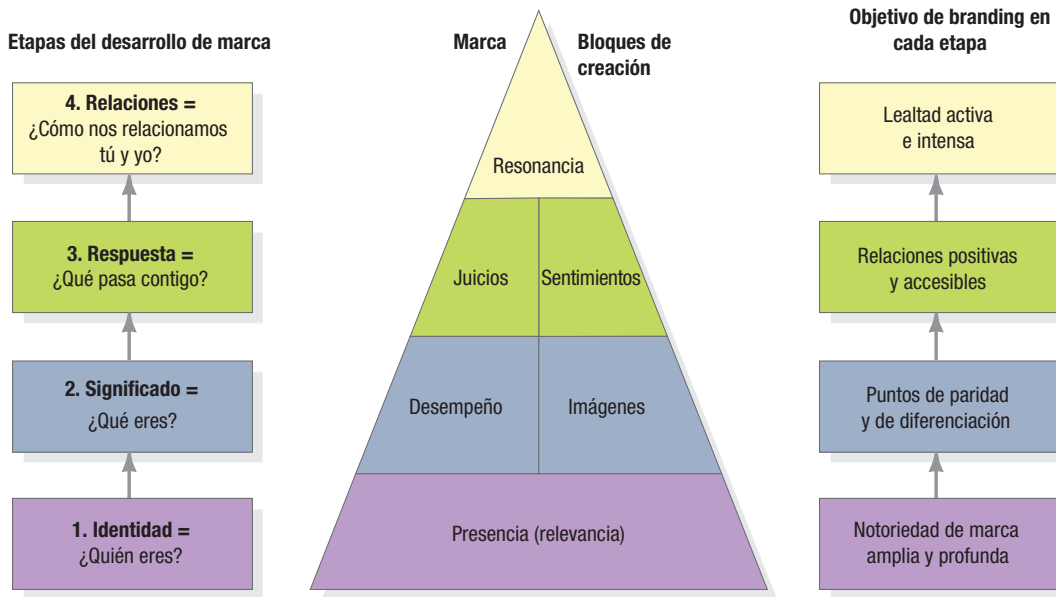 Etapas del desarrollo de marca
4. Relaciones =
¿Cómo nos relacionamos
tú y yo?
3. Respuesta =
¿Qué pasa contigo?
2. Significado =
¿Qué eres?
1. Identidad =
¿Quién eres?
Marca
Bloques de
creación
Resonancia
Juicios
Sentimientos
Desempeño
Imágenes
Presencia (relevancia)
Objetivo de branding en
cada etapa
Lealtad activa
e intensa
Relaciones positivas
y accesibles
Puntos de paridad
y de diferenciación
Notoriedad de marca
amplia y profunda